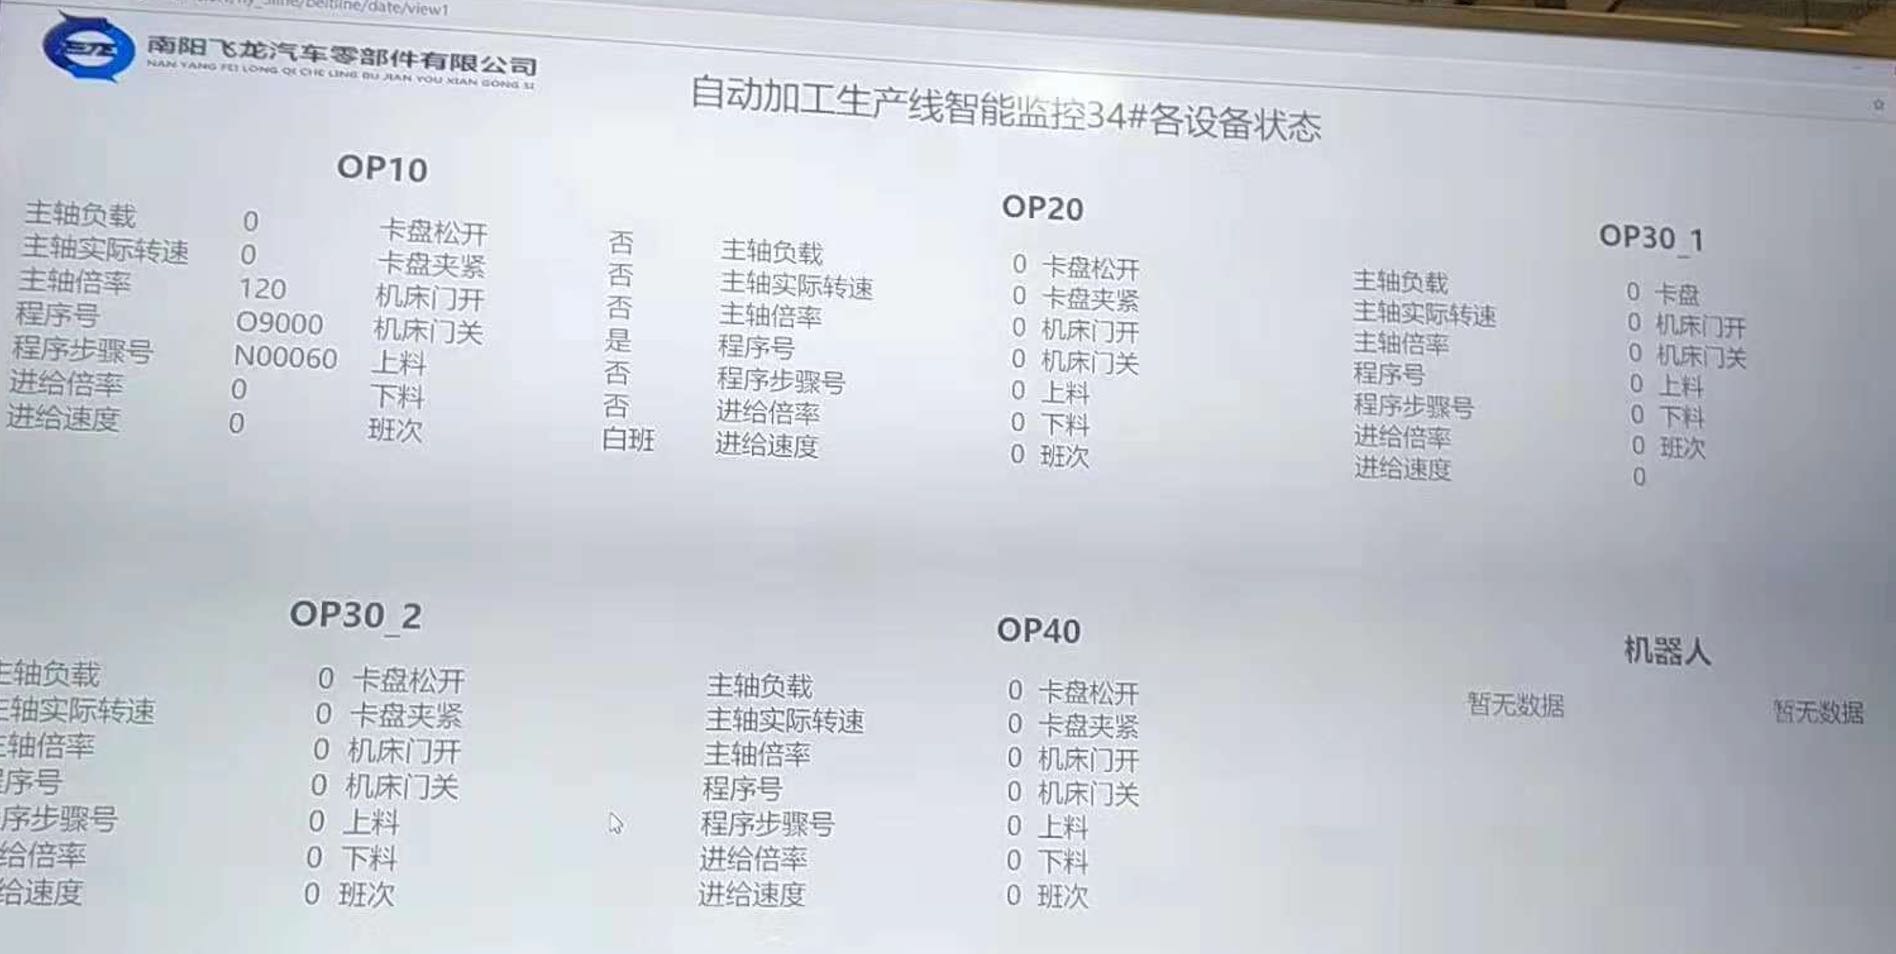 /beltline/date/view1
南阳飞龙汽车零部件有限公司
NAN YANG FEI LONG QI CHE LING BU JIAN YOU XIAN GONG SI
自动加工生产线智能监控34#各设备状态
OP10
主轴负载 0 卡盘松开 否
主轴实际转速 0 卡盘夹紧 否
主轴倍率 120 机床门开 否
程序号 O9000 机床门关 是
程序步骤号 N00060 上料 否
进给倍率 0 下料 否
进给速度 0 班次 白班
OP20
主轴负载 0 卡盘松开
主轴实际转速 0 卡盘夹紧
主轴倍率 0 机床门开
程序号 0 机床门关
程序步骤号 0 上料
进给倍率 0 下料
进给速度 0 班次
OP30_1
主轴负载 0 卡盘
主轴实际转速 0 机床门开
主轴倍率 0 机床门关
程序号 0 上料
程序步骤号 0 下料
进给倍率 0 班次
进给速度 0
OP30_2
主轴负载 0 卡盘松开
主轴实际转速 0 卡盘夹紧
主轴倍率 0 机床门开
程序号 0 机床门关
序步骤号 0 上料
给倍率 0 下料
给速度 0 班次
OP40
主轴负载 0 卡盘松开
主轴实际转速 0 卡盘夹紧
主轴倍率 0 机床门开
程序号 0 机床门关
程序步骤号 0 上料
进给倍率 0 下料
进给速度 0 班次
机器人
暂无数据 暂无数据